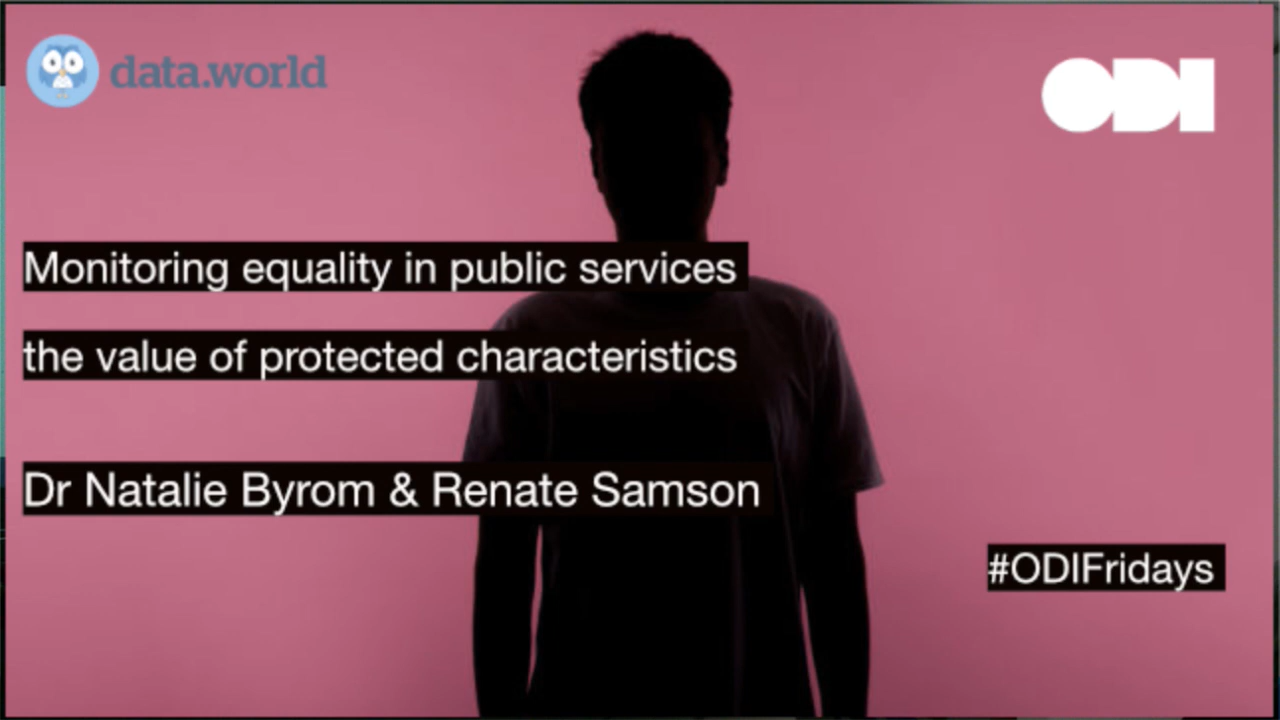 data.world
ODI
Monitoring equality in public services
the value of protected characteristics
Dr Natalie Byrom & Renate Samson
#ODIFridays